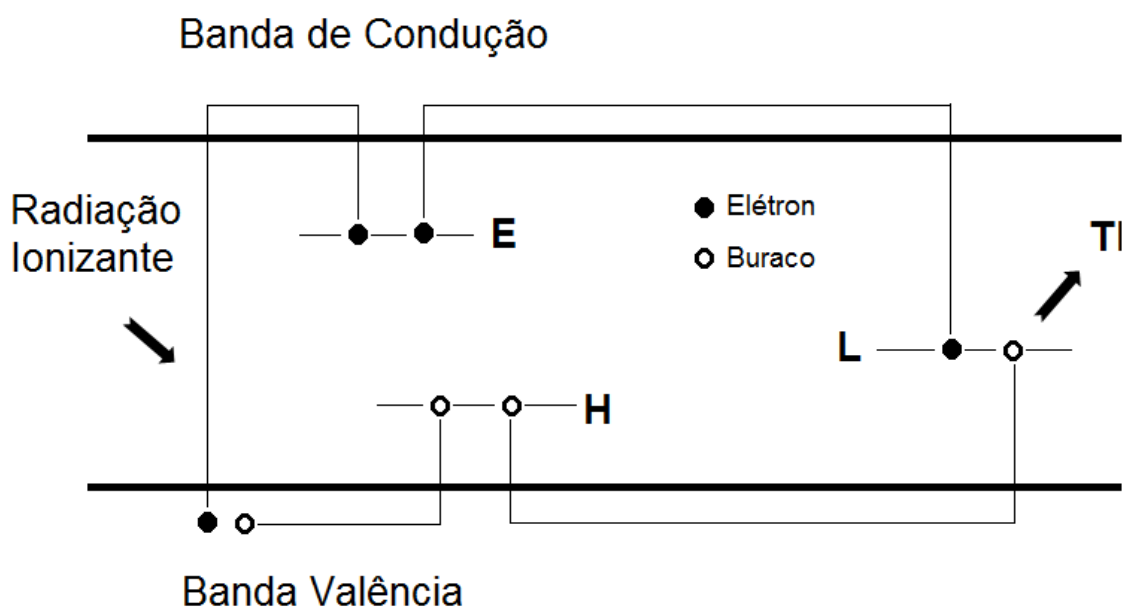 Banda de Condução
Radiação
Ionizante
E
Elétron
Buraco
L
H
Banda Valência